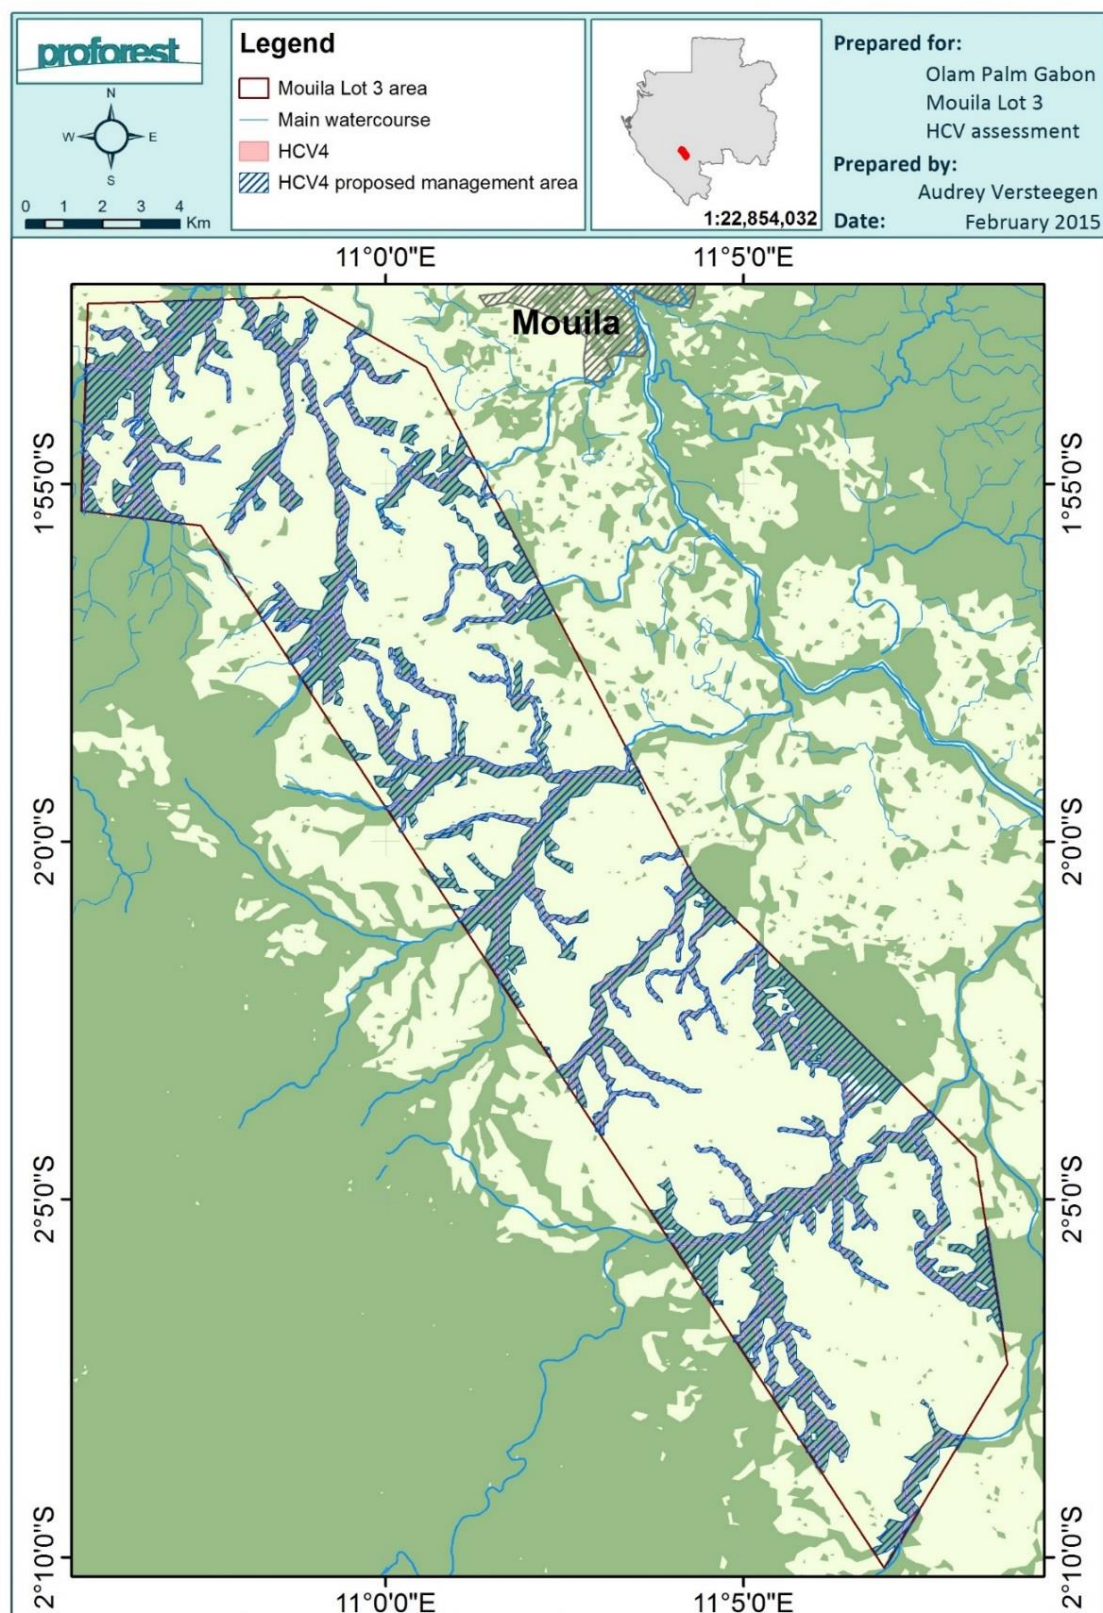 proforest
N
W
E
S
0 1 2 3 4
Km
Legend
Mouila Lot 3 area
Main watercourse
HCV4
HCV4 proposed management area
1:22,854,032
Prepared for:
Olam Palm Gabon
Mouila Lot 3
HCV assessment
Prepared by:
Audrey Versteegen
Date: February 2015
11°0'0"E 11°5'0"E
Mouila
1°55'0"S 1°55'0"S
2°0'0"S 2°0'0"S
2°5'0"S 2°5'0"S
2°10'0"S 2°10'0"S
11°0'0"E 11°5'0"E